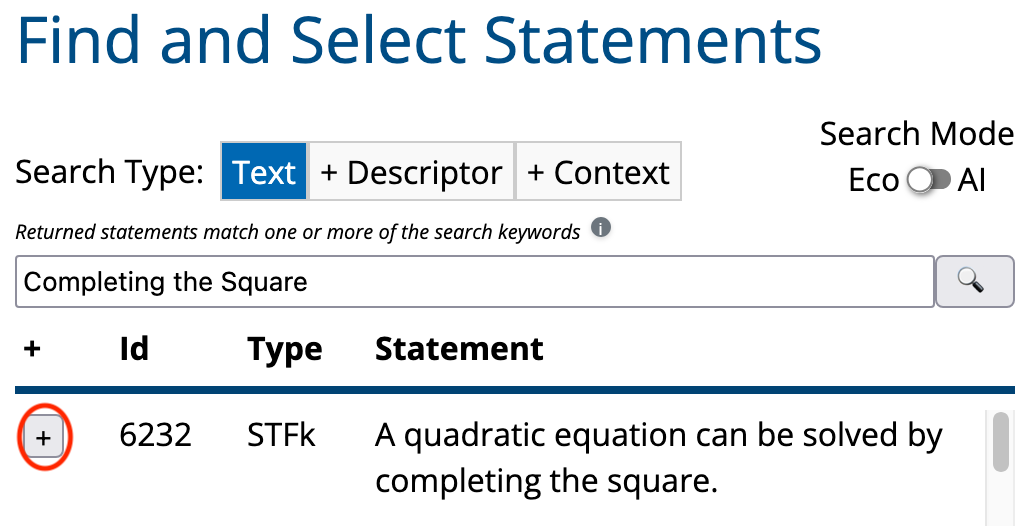 Find and Select Statements
Search Mode
Search Type: Text + Descriptor + Context
Eco AI
Returned statements match one or more of the search keywords i
Completing the Square
+ Id Type Statement
+ 6232 STFk A quadratic equation can be solved by
completing the square.